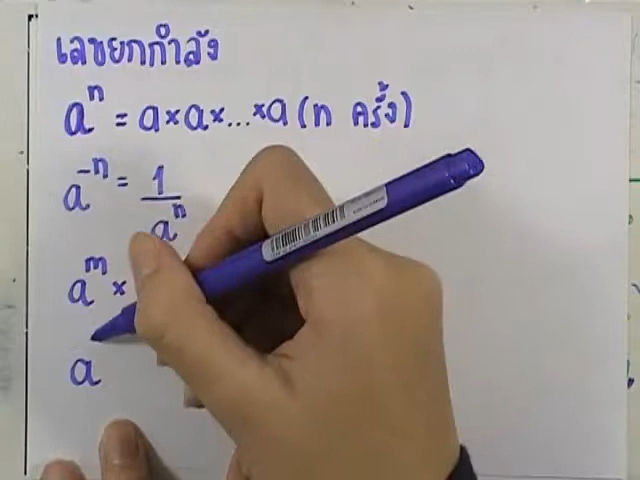 เลขยกกำลัง
aⁿ = a×a×...×a (n ครั้ง)
a⁻ⁿ = 1/aⁿ
aᵐ ×
a